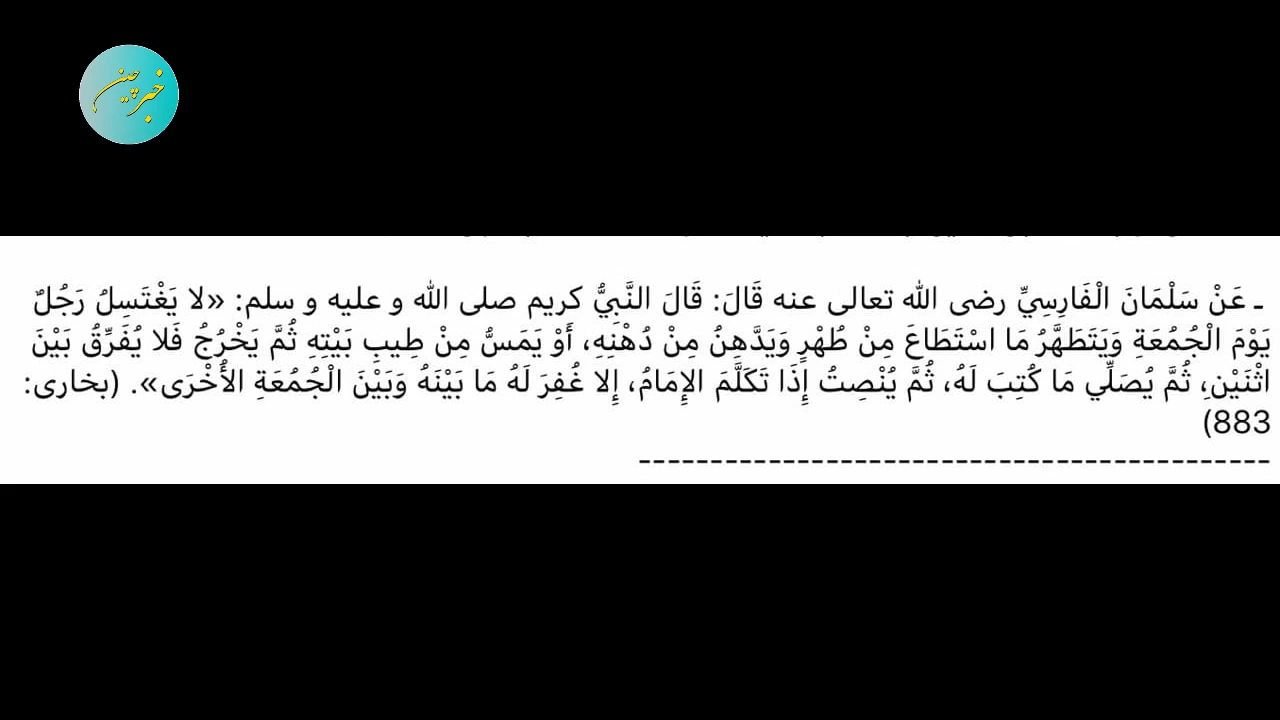 خبرچین
ـ عَنْ سَلْمَانَ الْفَارِسِيِّ رضی الله تعالی عنه قَالَ: قَالَ النَّبِيُّ کریم صلی الله و علیه و سلم: «لا يَغْتَسِلُ رَجُلٌ
يَوْمَ الْجُمُعَةِ وَيَتَطَهَّرُ مَا اسْتَطَاعَ مِنْ طُهْرٍ وَيَدَّهِنُ مِنْ دُهْنِهِ، أَوْ يَمَسُّ مِنْ طِيبِ بَيْتِهِ ثُمَّ يَخْرُجُ فَلا يُفَرِّقُ بَيْنَ
اثْنَيْنِ، ثُمَّ يُصَلِّي مَا كُتِبَ لَهُ، ثُمَّ يُنْصِتُ إِذَا تَكَلَّمَ الإِمَامُ، إِلا غُفِرَ لَهُ مَا بَيْنَهُ وَبَيْنَ الْجُمُعَةِ الأُخْرَى». (بخاری:
883)
--------------------------------------------